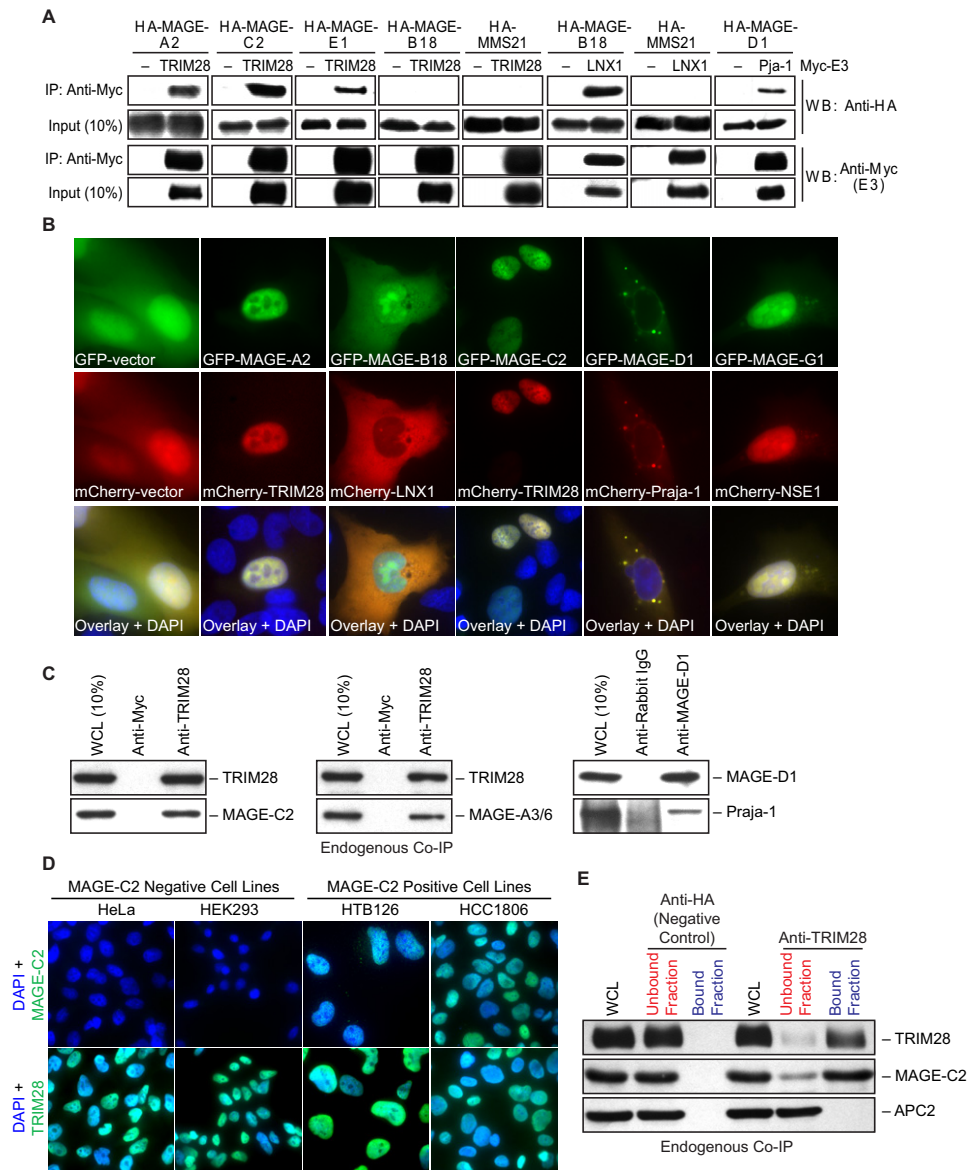 A
HA-MAGE-A2
HA-MAGE-C2
HA-MAGE-E1
HA-MAGE-B18
HA-MMS21
HA-MAGE-B18
HA-MMS21
HA-MAGE-D1
– TRIM28 – TRIM28 – TRIM28 – TRIM28 – TRIM28 – LNX1 – LNX1 – Pja-1 Myc-E3
IP: Anti-Myc
Input (10%)
WB: Anti-HA
IP: Anti-Myc
Input (10%)
WB: Anti-Myc (E3)
B
GFP-vector GFP-MAGE-A2 GFP-MAGE-B18 GFP-MAGE-C2 GFP-MAGE-D1 GFP-MAGE-G1
mCherry-vector mCherry-TRIM28 mCherry-LNX1 mCherry-TRIM28 mCherry-Praja-1 mCherry-NSE1
Overlay + DAPI Overlay + DAPI Overlay + DAPI Overlay + DAPI Overlay + DAPI Overlay + DAPI
C
WCL (10%)
Anti-Myc
Anti-TRIM28
– TRIM28
– MAGE-C2
WCL (10%)
Anti-Myc
Anti-TRIM28
– TRIM28
– MAGE-A3/6
WCL (10%)
Anti-Rabbit IgG
Anti-MAGE-D1
– MAGE-D1
– Praja-1
Endogenous Co-IP
D
MAGE-C2 Negative Cell Lines
MAGE-C2 Positive Cell Lines
HeLa HEK293 HTB126 HCC1806
DAPI +
MAGE-C2
DAPI +
TRIM28
E
Anti-HA
(Negative
Control)
Anti-TRIM28
WCL
Unbound
Fraction
Bound
Fraction
WCL
Unbound
Fraction
Bound
Fraction
– TRIM28
– MAGE-C2
– APC2
Endogenous Co-IP